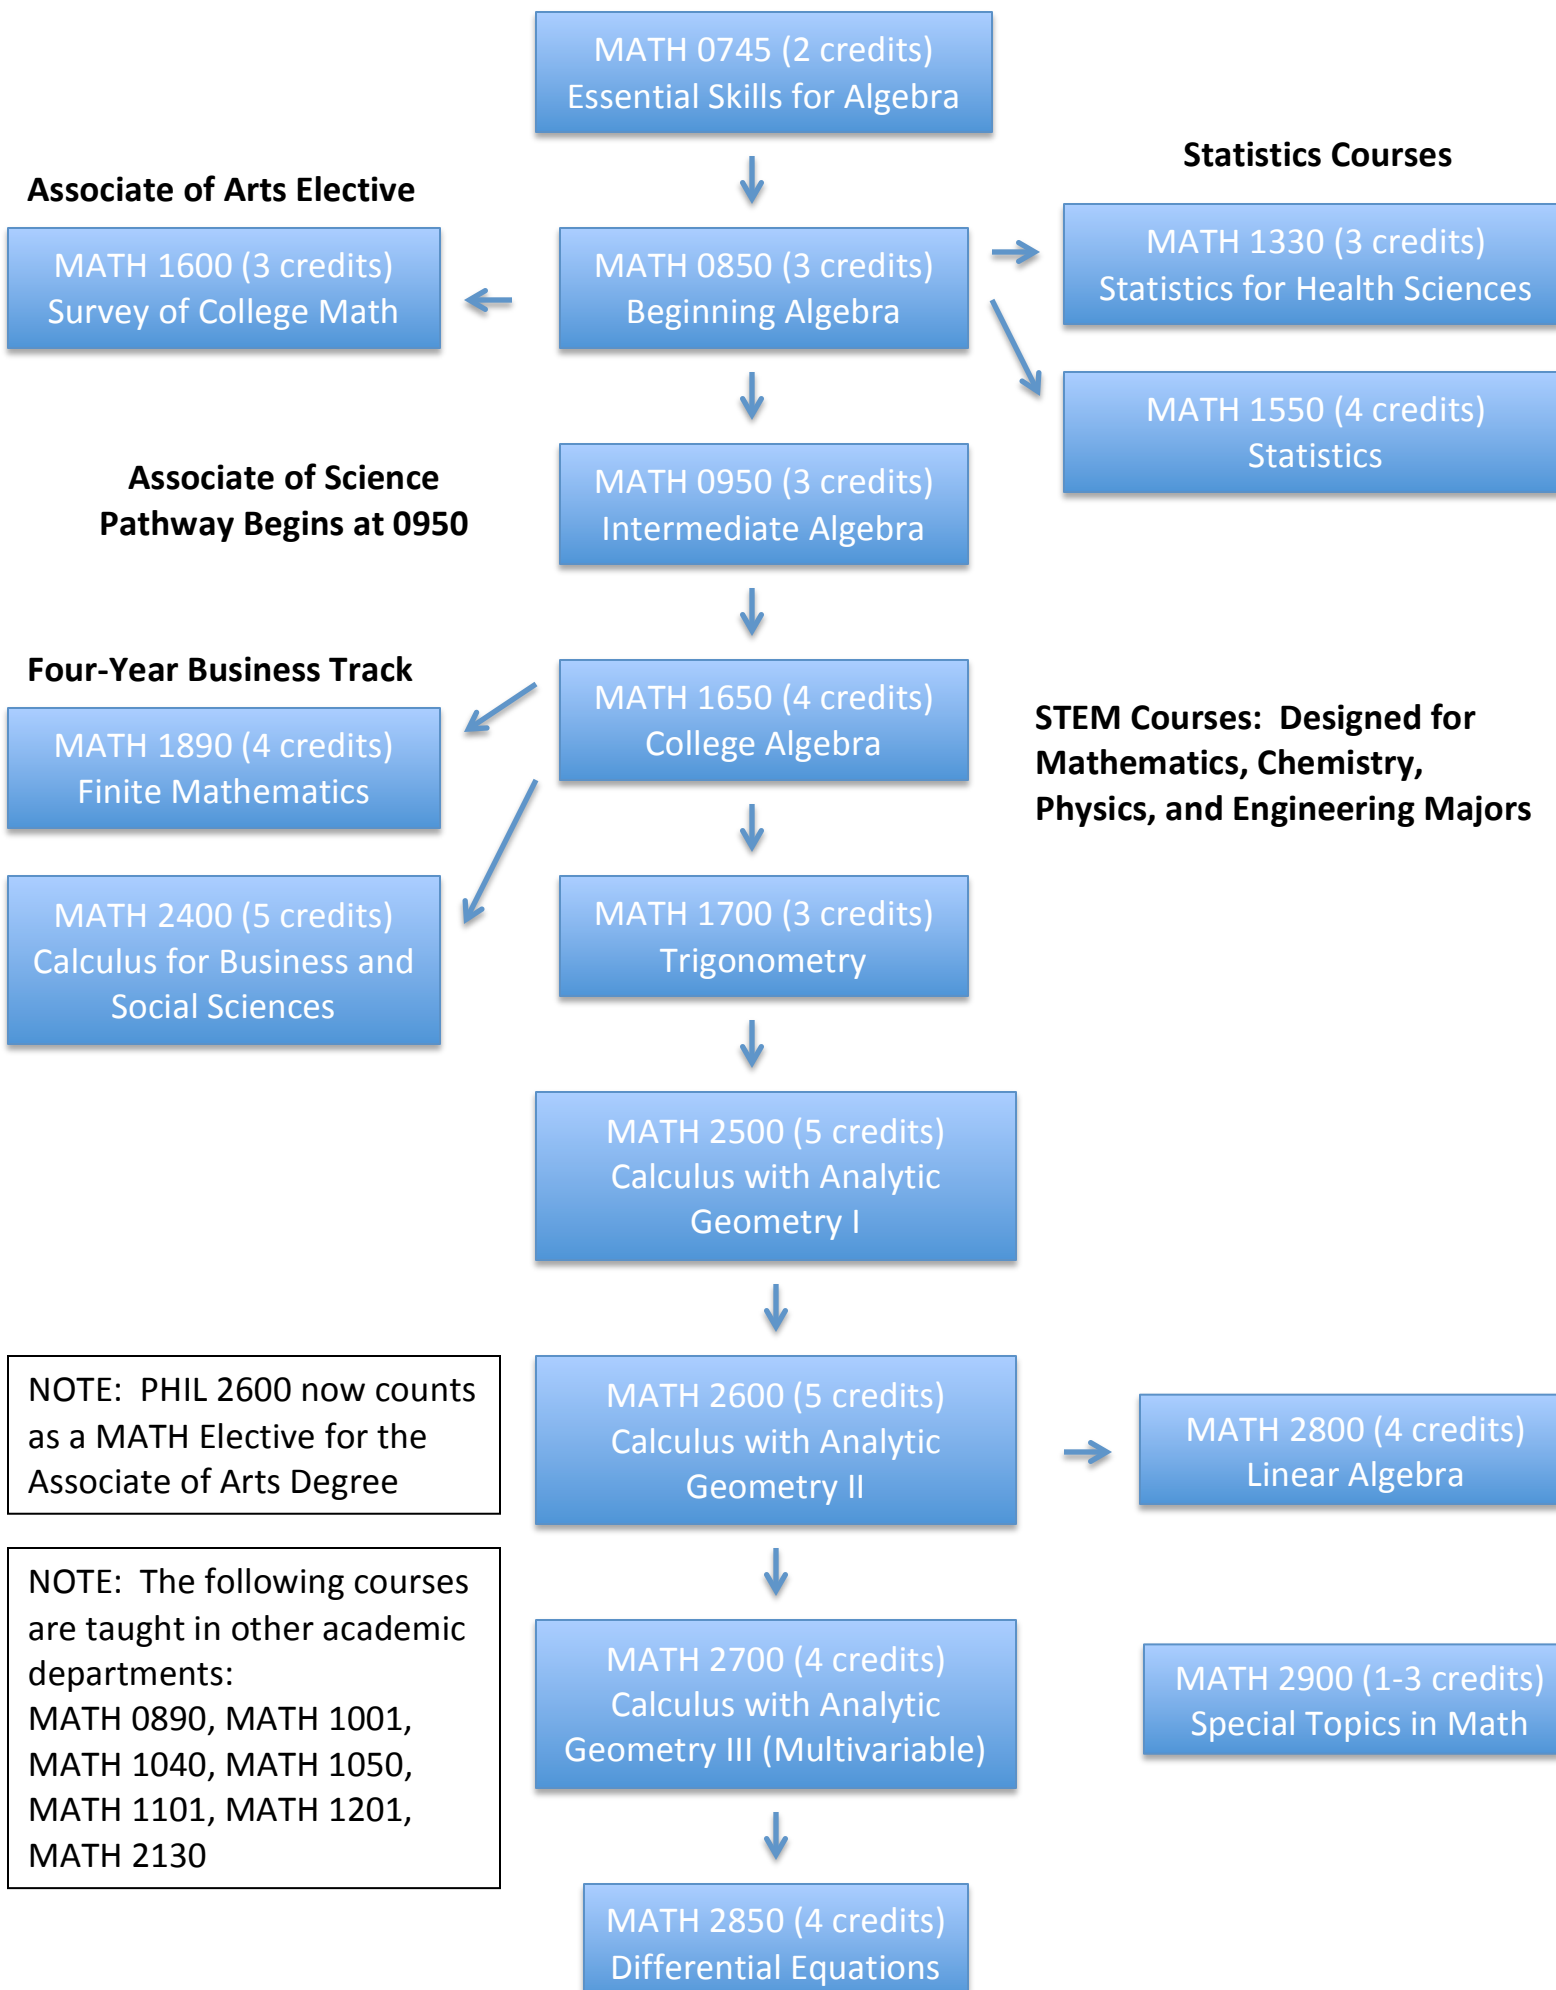 MATH 0745 (2 credits)
Essential Skills for Algebra
Statistics Courses
Associate of Arts Elective
MATH 1600 (3 credits)
Survey of College Math
MATH 0850 (3 credits)
Beginning Algebra
MATH 1330 (3 credits)
Statistics for Health Sciences
MATH 1550 (4 credits)
Statistics
Associate of Science
Pathway Begins at 0950
MATH 0950 (3 credits)
Intermediate Algebra
Four-Year Business Track
MATH 1890 (4 credits)
Finite Mathematics
MATH 1650 (4 credits)
College Algebra
STEM Courses: Designed for
Mathematics, Chemistry,
Physics, and Engineering Majors
MATH 2400 (5 credits)
Calculus for Business and
Social Sciences
MATH 1700 (3 credits)
Trigonometry
MATH 2500 (5 credits)
Calculus with Analytic
Geometry I
NOTE: PHIL 2600 now counts
as a MATH Elective for the
Associate of Arts Degree
MATH 2600 (5 credits)
Calculus with Analytic
Geometry II
MATH 2800 (4 credits)
Linear Algebra
NOTE: The following courses
are taught in other academic
departments:
MATH 0890, MATH 1001,
MATH 1040, MATH 1050,
MATH 1101, MATH 1201,
MATH 2130
MATH 2700 (4 credits)
Calculus with Analytic
Geometry III (Multivariable)
MATH 2900 (1-3 credits)
Special Topics in Math
MATH 2850 (4 credits)
Differential Equations